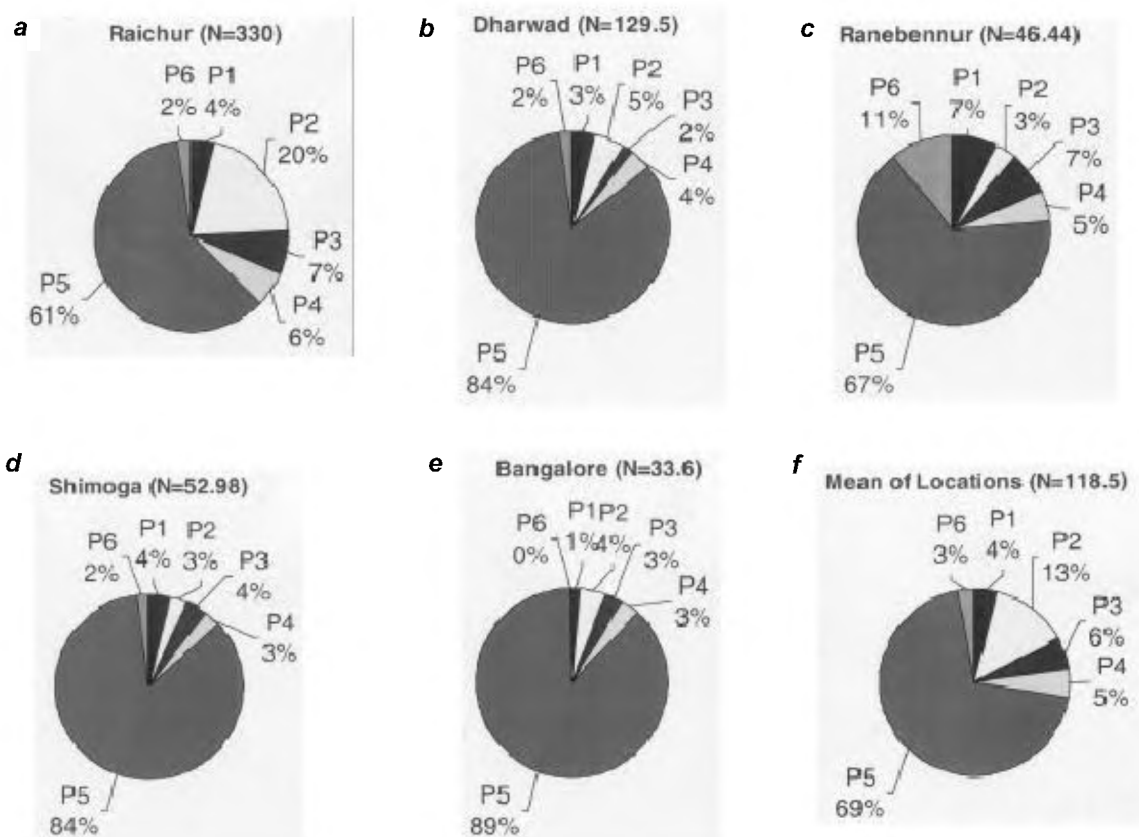 a
Raichur (N=330)
P6 P1
2% 4%
P2
20%
P3
7%
P4
6%
P5
61%
b
Dharwad (N=129.5)
P6 P1 P2
2% 3% 5%
P3
2%
P4
4%
P5
84%
c
Ranebennur (N=46.44)
P6 P1 P2
11% 7% 3%
P3
7%
P4
5%
P5
67%
d
Shimoga (N=52.98)
P6 P1 P2 P3
2% 4% 3% 4%
P4
3%
P5
84%
e
Bangalore (N=33.6)
P6 P1 P2 P3
0% 1% 4% 3%
P4
3%
P5
89%
f
Mean of Locations (N=118.5)
P6 P1 P2
3% 4% 13%
P3
6%
P4
5%
P5
69%